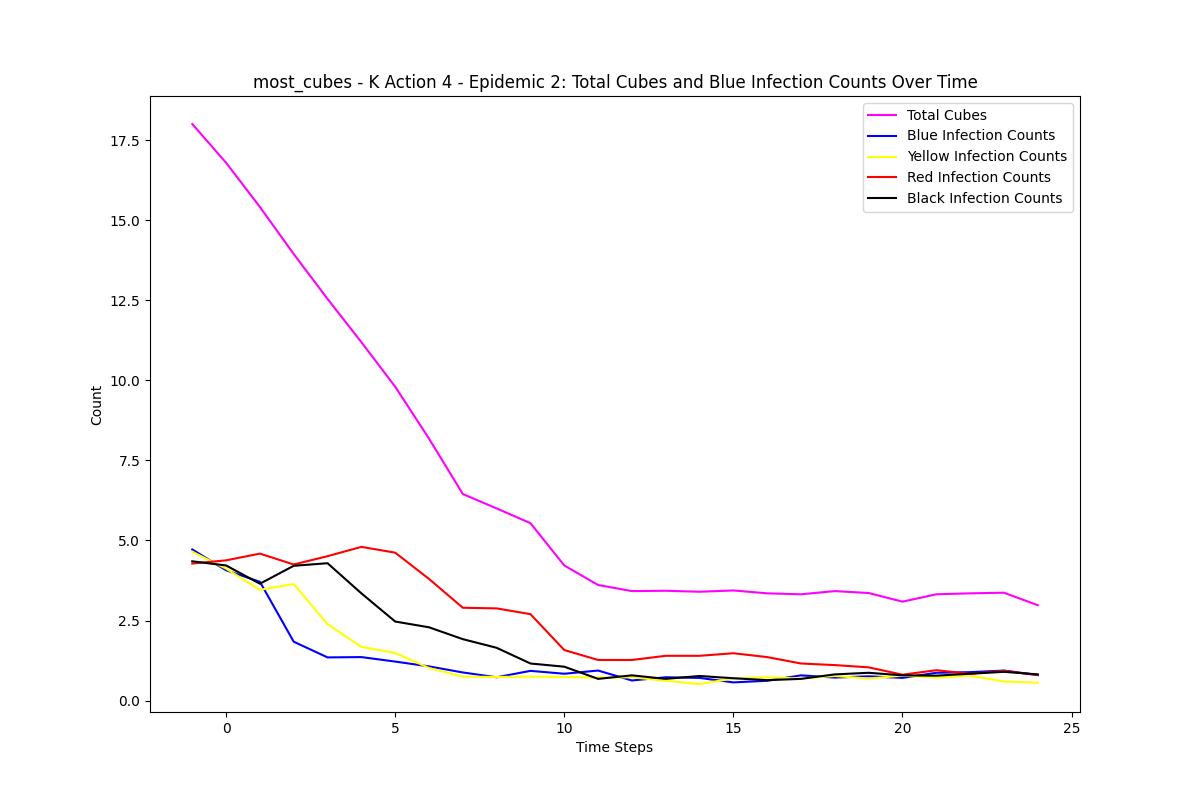 most_cubes - K Action 4 - Epidemic 2: Total Cubes and Blue Infection Counts Over Time
Total Cubes
Blue Infection Counts
Yellow Infection Counts
Red Infection Counts
Black Infection Counts
17.5
15.0
12.5
10.0
7.5
5.0
2.5
0.0
Count
0 5 10 15 20 25
Time Steps